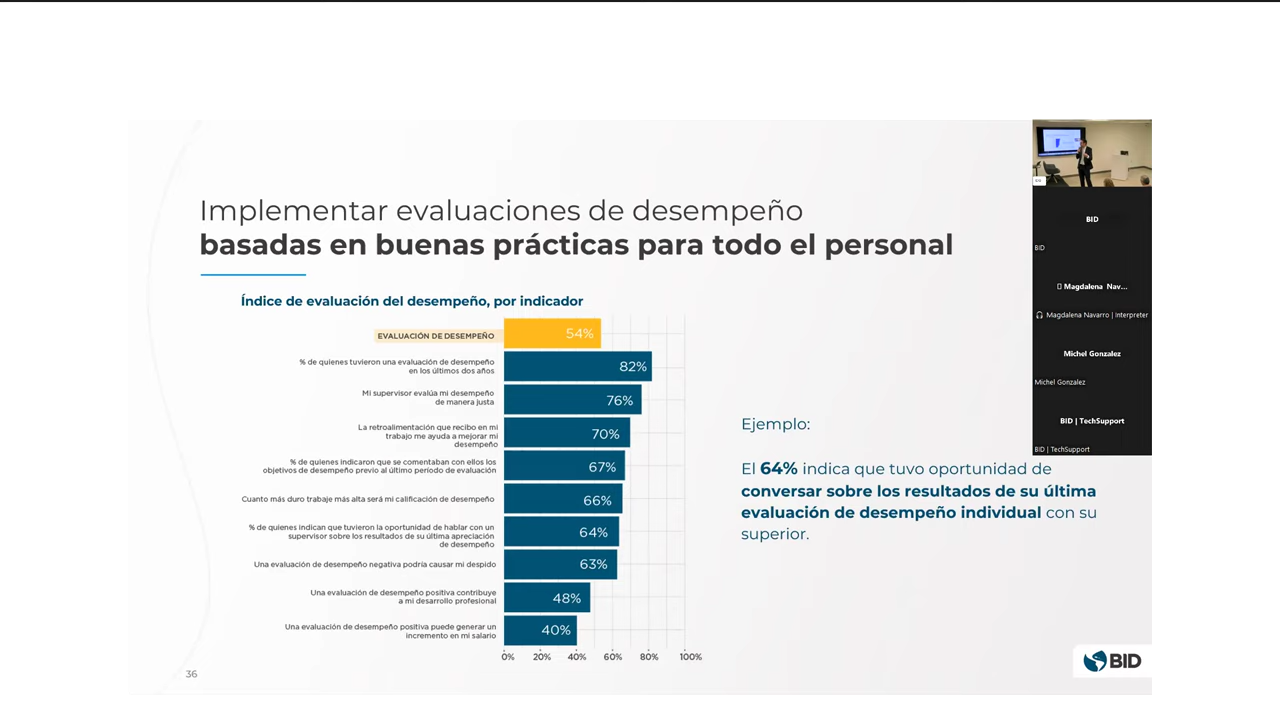 Implementar evaluaciones de desempeño
basadas en buenas prácticas para todo el personal
Índice de evaluación del desempeño, por indicador
EVALUACIÓN DE DESEMPEÑO
54%
% de quienes tuvieron una evaluación de desempeño
en los últimos dos años
82%
Mi supervisor evalúa mi desempeño
de manera justa
76%
La retroalimentación que recibo en mi
trabajo me ayuda a mejorar mi
desempeño
70%
% de quienes indicaron que se comentaban con ellos los
objetivos de desempeño previo al último período de evaluación
67%
Cuanto más duro trabaje más alta será mi calificación de desempeño
66%
% de quienes indican que tuvieron la oportunidad de hablar con un
supervisor sobre los resultados de su última apreciación
de desempeño
64%
Una evaluación de desempeño negativa podría causar mi despido
63%
Una evaluación de desempeño positiva contribuye
a mi desarrollo profesional
48%
Una evaluación de desempeño positiva puede generar un
incremento en mi salario
40%
0% 20% 40% 60% 80% 100%
Ejemplo:
El 64% indica que tuvo oportunidad de
conversar sobre los resultados de su última
evaluación de desempeño individual con su
superior.
BID
BID
Magdalena Nav...
Magdalena Navarro | Interpreter
Michel Gonzalez
Michel Gonzalez
BID | TechSupport
BID | TechSupport
36
BID